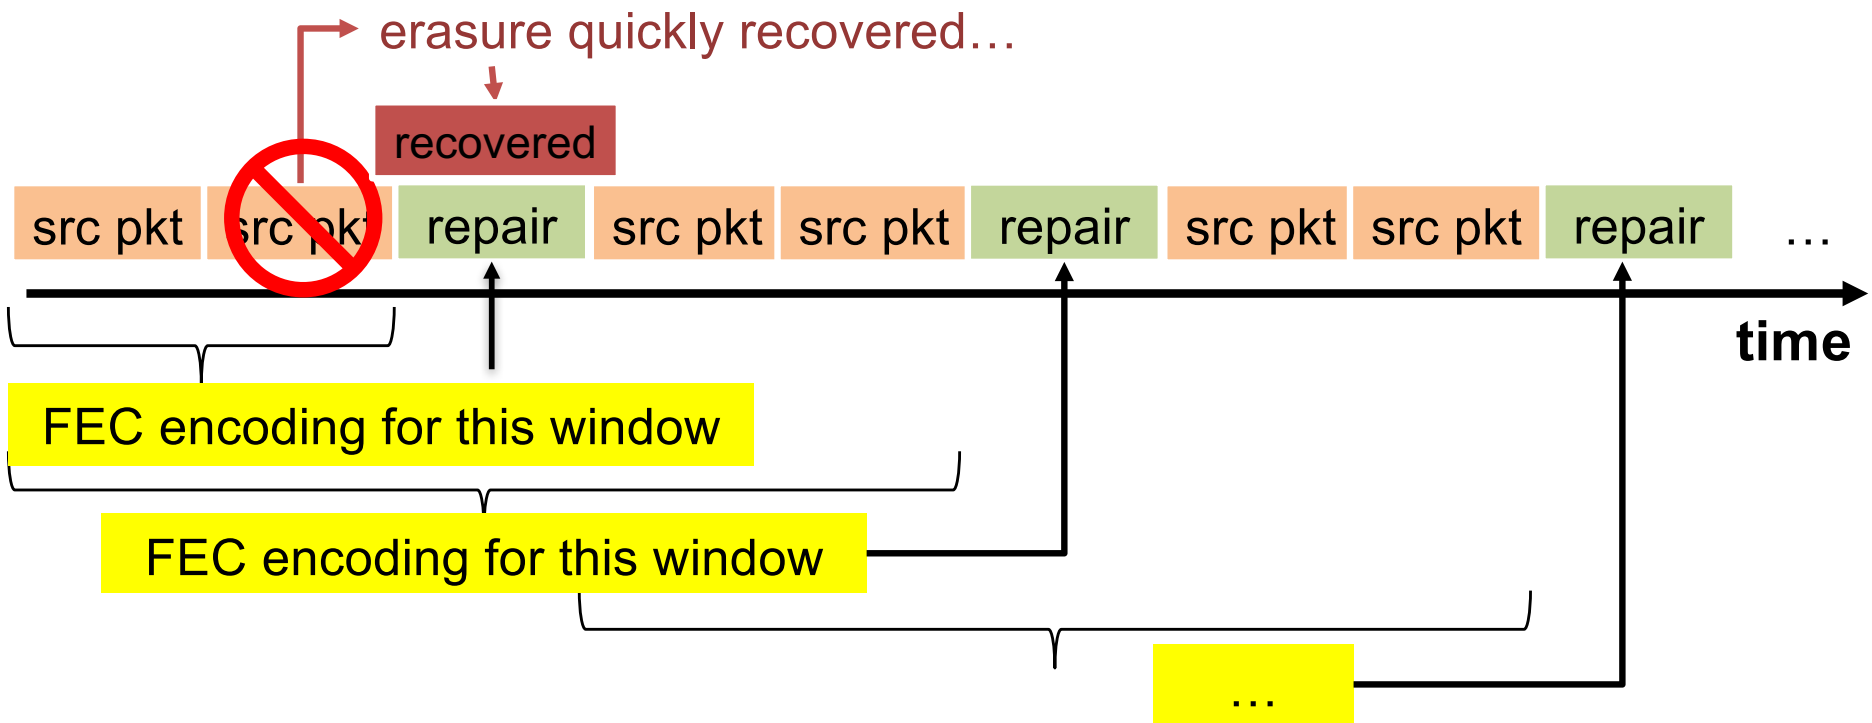 erasure quickly recovered…
recovered
src pkt src pkt repair src pkt src pkt repair src pkt src pkt repair …
time
FEC encoding for this window
FEC encoding for this window
…